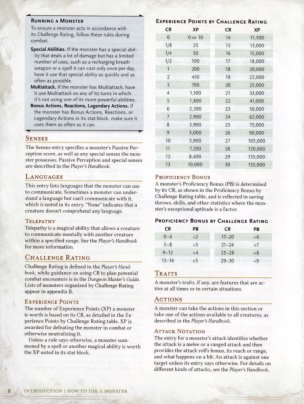 RUNNING A MONSTER
To ensure a monster acts in accordance with
its Challenge Rating, follow these rules during
combat:
Special Abilities. If the monster has a special abil-
ity that deals a lot of damage but has a limited
number of uses, such as a recharging breath
weapon or a spell it can cast only once per day,
have it use that special ability as quickly and as
often as possible.
Multiattack. If the monster has Multiattack, have
it use Multiattack on any of its turns in which
it's not using one of its more powerful abilities.
Bonus Actions, Reactions, Legendary Actions. If
the monster has Bonus Actions, Reactions, or
Legendary Actions in its stat block, make sure it
uses them as often as it can.
SENSES
The Senses entry specifies a monster's Passive Per-
ception score, as well as any special senses the mon-
ster possesses. Passive Perception and special senses
are described in the Player's Handbook.
LANGUAGES
This entry lists languages that the monster can use
to communicate. Sometimes a monster can under-
stand a language but can't communicate with it,
which is noted in its entry. "None" indicates that a
creature doesn't comprehend any language.
TELEPATHY
Telepathy is a magical ability that allows a creature
to communicate mentally with another creature
within a specified range. See the Player's Handbook
for more information.
CHALLENGE RATING
Challenge Rating is defined in the Player's Hand-
book, while guidance on using CR to plan potential
combat encounters is in the Dungeon Master's Guide.
Lists of monsters organized by Challenge Rating
appear in appendix B.
EXPERIENCE POINTS
The number of Experience Points (XP) a monster
is worth is based on its CR, as detailed in the Ex-
perience Points by Challenge Rating table. XP is
awarded for defeating the monster in combat or
otherwise neutralizing it.
Unless a rule says otherwise, a monster sum-
moned by a spell or another magical ability is worth
the XP noted in its stat block.
EXPERIENCE POINTS BY CHALLENGE RATING
CR XP CR XP
0 0 or 10 14 11,500
1/8 25 15 13,000
1/4 50 16 15,000
1/2 100 17 18,000
1 200 18 20,000
2 450 19 22,000
3 700 20 25,000
4 1,100 21 33,000
5 1,800 22 41,000
6 2,300 23 50,000
7 2,900 24 62,000
8 3,900 25 75,000
9 5,000 26 90,000
10 5,900 27 105,000
11 7,200 28 120,000
12 8,400 29 135,000
13 10,000 30 155,000
PROFICIENCY BONUS
A monster's Proficiency Bonus (PB) is determined
by its CR, as shown in the Proficiency Bonus by
Challenge Rating table, and is reflected in saving
throws, skills, and other statistics where the mon-
ster's exceptional aptitude is a factor.
PROFICIENCY BONUS BY CHALLENGE RATING
CR PB CR PB
0–4 +2 17–20 +6
5–8 +3 21–24 +7
9–12 +4 25–28 +8
13–16 +5 29–30 +9
TRAITS
A monster's traits, if any, are features that are ac-
tive at all times or in certain situations.
ACTIONS
A monster can take the actions in this section or
take one of the actions available to all creatures, as
described in the Player's Handbook.
ATTACK NOTATION
The entry for a monster's attack identifies whether
the attack is a melee or a ranged attack and then
provides the attack roll's bonus, its reach or range,
and what happens on a hit. An attack is against one
target unless its entry says otherwise. For details on
different kinds of attacks, see the Player's Handbook.
8 INTRODUCTION | HOW TO USE A MONSTER